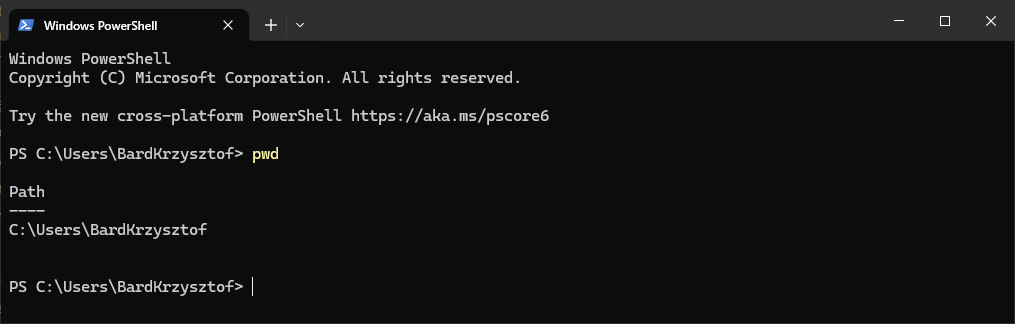 Windows PowerShell
Windows PowerShell
Copyright (C) Microsoft Corporation. All rights reserved.
Try the new cross-platform PowerShell https://aka.ms/pscore6
PS C:\Users\BardKrzysztof> pwd
Path
----
C:\Users\BardKrzysztof
PS C:\Users\BardKrzysztof>